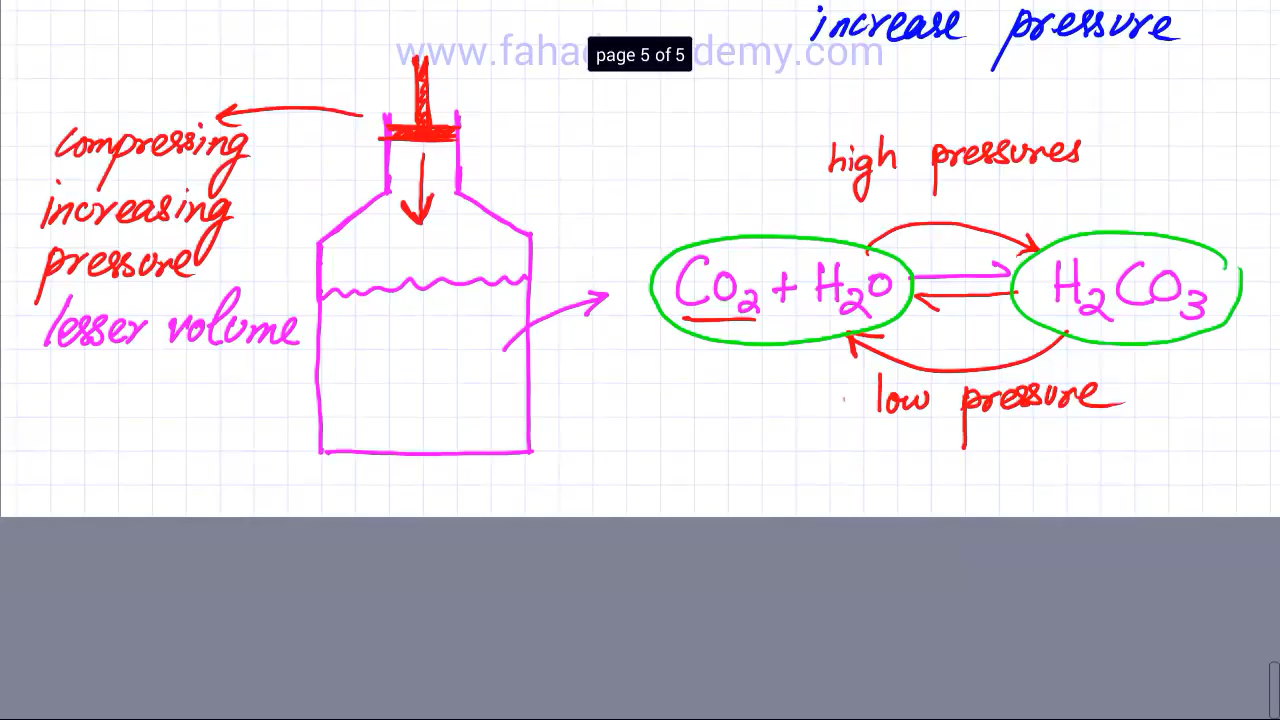 increase pressure
www.fahadacademy.com
page 5 of 5
compressing
increasing
pressure
lesser volume
high pressures
CO₂ + H₂O ⇌ H₂CO₃
low pressure